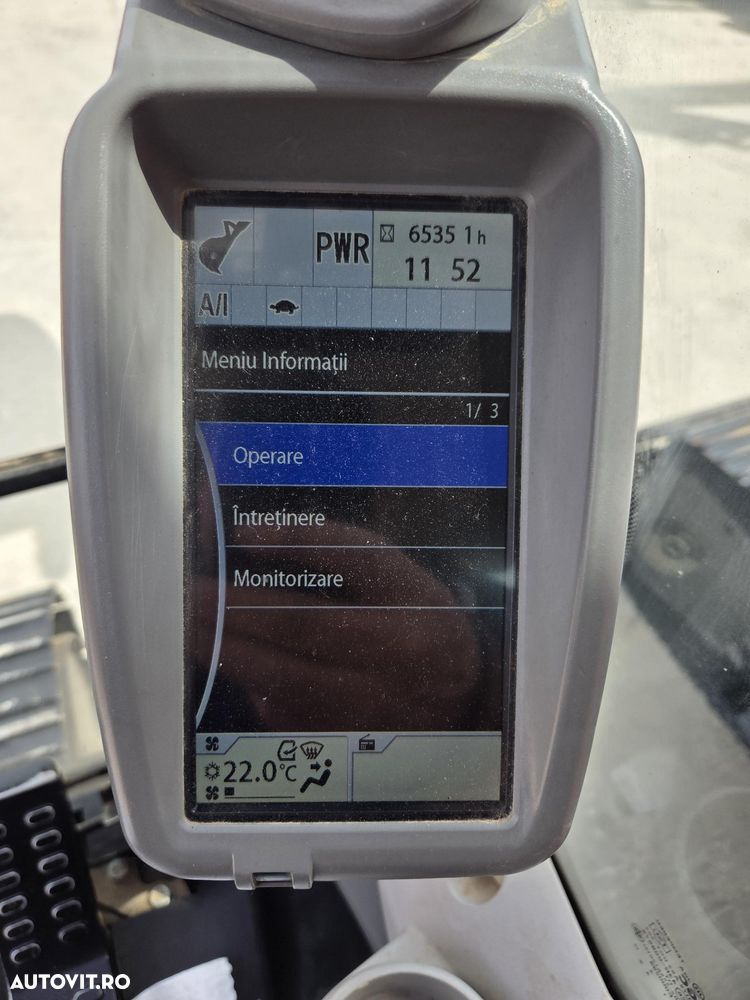 PWR
6535 1h
11 52
A/I
Meniu Informații
1/ 3
Operare
Întreținere
Monitorizare
22.0°C
AUTOVIT.RO